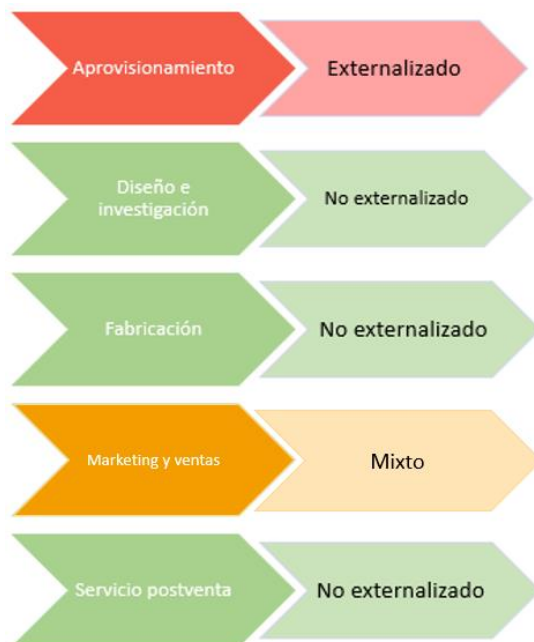 Aprovisionamiento
Externalizado
Diseño e
investigación
No externalizado
Fabricación
No externalizado
Marketing y ventas
Mixto
Servicio postventa
No externalizado